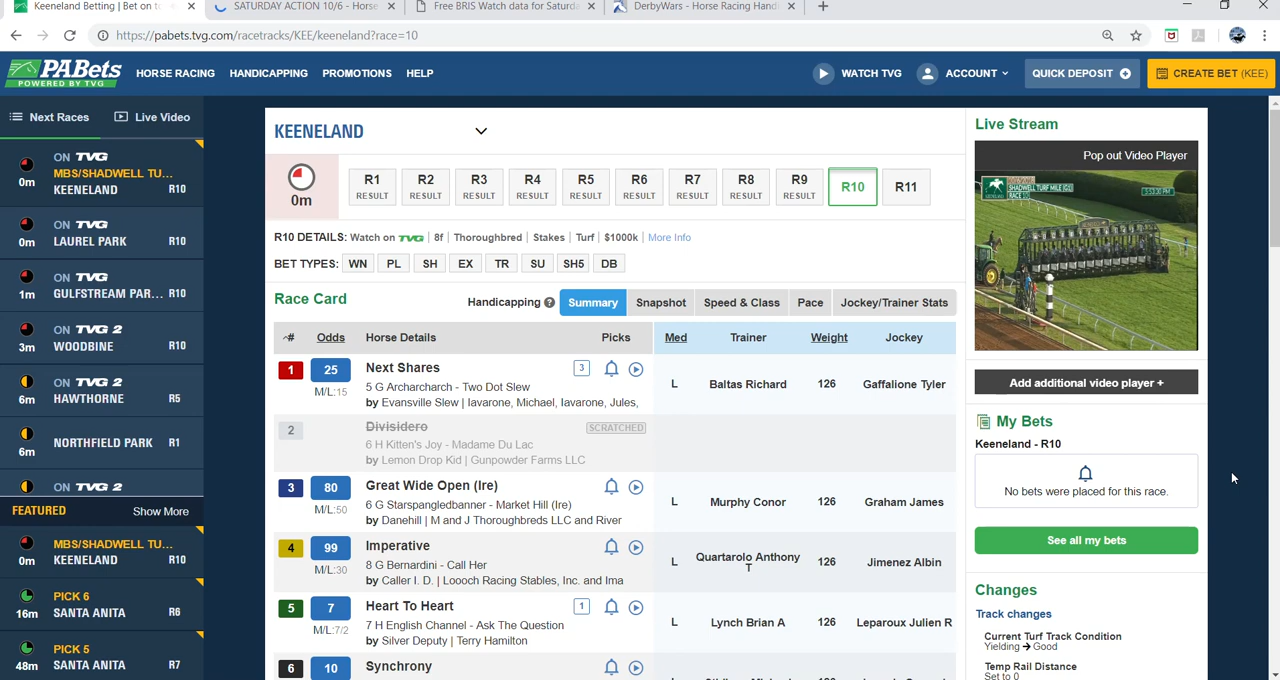 Keeneland Betting | Bet on to
SATURDAY ACTION 10/6 - Horse
Free BRIS Watch data for Saturda
DerbyWars - Horse Racing Handi
https://pabets.tvg.com/racetracks/KEE/keeneland?race=10
PABets
POWERED BY TVG
HORSE RACING
HANDICAPPING
PROMOTIONS
HELP
WATCH TVG
ACCOUNT
QUICK DEPOSIT
CREATE BET (KEE)
Next Races
Live Video
ON TVG
MBS/SHADWELL TU...
0m KEENELAND R10
ON TVG
0m LAUREL PARK R10
ON TVG
1m GULFSTREAM PAR... R10
ON TVG 2
3m WOODBINE R10
ON TVG 2
6m HAWTHORNE R5
6m NORTHFIELD PARK R1
ON TVG 2
FEATURED Show More
MBS/SHADWELL TU...
0m KEENELAND R10
PICK 6
16m SANTA ANITA R6
PICK 5
48m SANTA ANITA R7
KEENELAND
0m
R1 RESULT
R2 RESULT
R3 RESULT
R4 RESULT
R5 RESULT
R6 RESULT
R7 RESULT
R8 RESULT
R9 RESULT
R10
R11
R10 DETAILS: Watch on TVG | 8f | Thoroughbred | Stakes | Turf | $1000k | More Info
BET TYPES: WN PL SH EX TR SU SH5 DB
Race Card
Handicapping ? Summary Snapshot Speed & Class Pace Jockey/Trainer Stats
# Odds Horse Details Picks Med Trainer Weight Jockey
1 25 Next Shares 3
M/L:15 5 G Archarcharch - Two Dot Slew L Baltas Richard 126 Gaffalione Tyler
by Evansville Slew | Iavarone, Michael, Iavarone, Jules,
2 Divisidero SCRATCHED
6 H Kitten's Joy - Madame Du Lac
by Lemon Drop Kid | Gunpowder Farms LLC
3 80 Great Wide Open (Ire)
M/L:50 6 G Starspangledbanner - Market Hill (Ire) L Murphy Conor 126 Graham James
by Danehill | M and J Thoroughbreds LLC and River
4 99 Imperative
M/L:30 8 G Bernardini - Call Her L Quartarolo Anthony T 126 Jimenez Albin
by Caller I. D. | Loooch Racing Stables, Inc. and Ima
5 7 Heart To Heart 1
M/L:7/2 7 H English Channel - Ask The Question L Lynch Brian A 126 Leparoux Julien R
by Silver Deputy | Terry Hamilton
6 10 Synchrony
Live Stream
Pop out Video Player
SHADWELL TURF MILE (G1)
RACE 10
Add additional video player +
My Bets
Keeneland - R10
No bets were placed for this race.
See all my bets
Changes
Track changes
Current Turf Track Condition
Yielding → Good
Temp Rail Distance
Set to 0